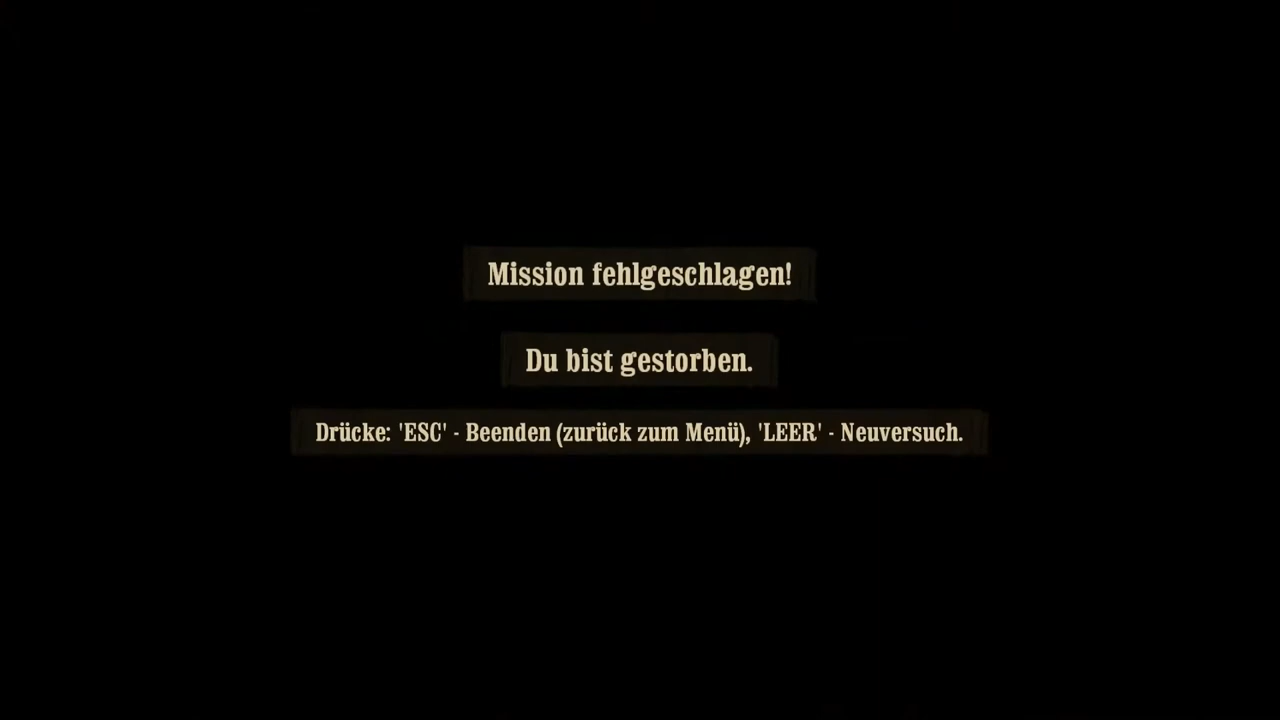 Mission fehlgeschlagen!
Du bist gestorben.
Drücke: 'ESC' - Beenden (zurück zum Menü), 'LEER' - Neuversuch.